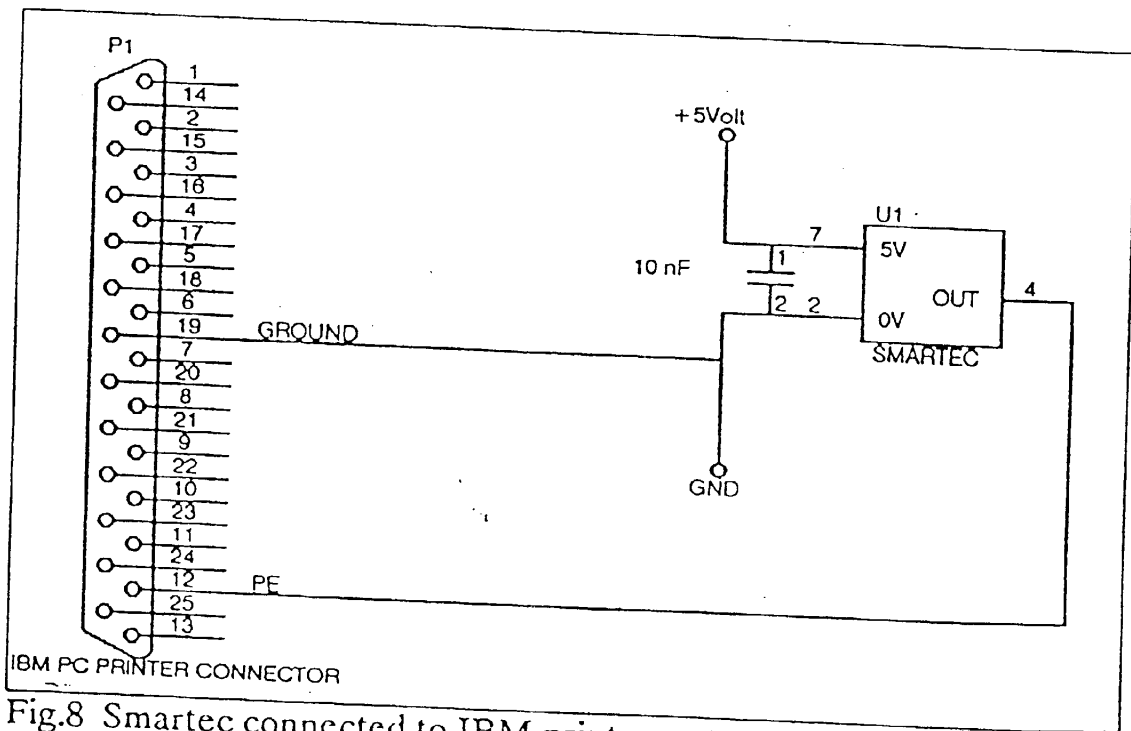 P1
1
14
2
15
3
16
4
17
5
18
6
19 GROUND
7
20
8
21
9
22
10
23
11
24
12 PE
25
13
IBM PC PRINTER CONNECTOR
+5Volt
10 nF
1
2
7
2
U1
5V
OUT
0V
4
SMARTEC
GND
Fig.8 Smartec connected to IBM